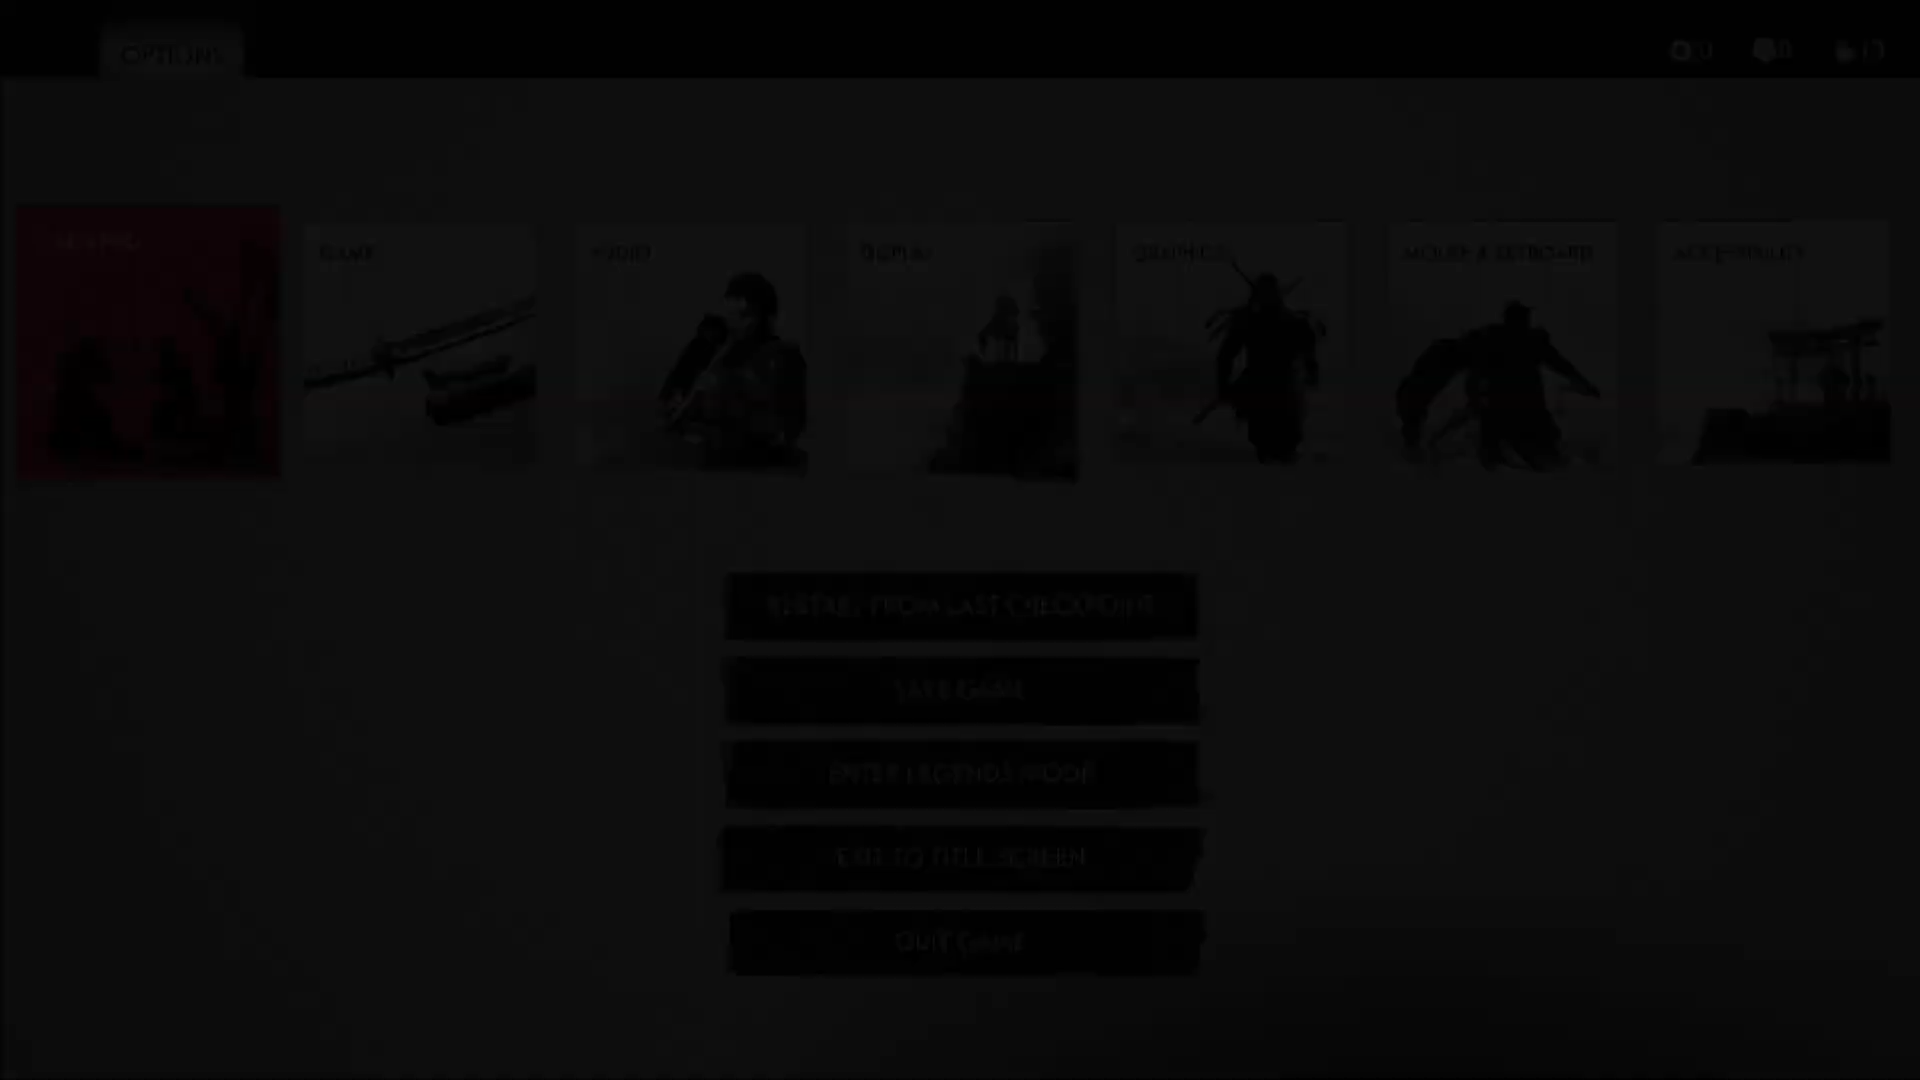 OPTIONS
GAME
AUDIO
DISPLAY
GRAPHICS
MOUSE & KEYBOARD
ACCESSIBILITY
RESTART FROM LAST CHECKPOINT
SAVE GAME
ENTER LEGENDS MODE
EXIT TO TITLE SCREEN
QUIT GAME